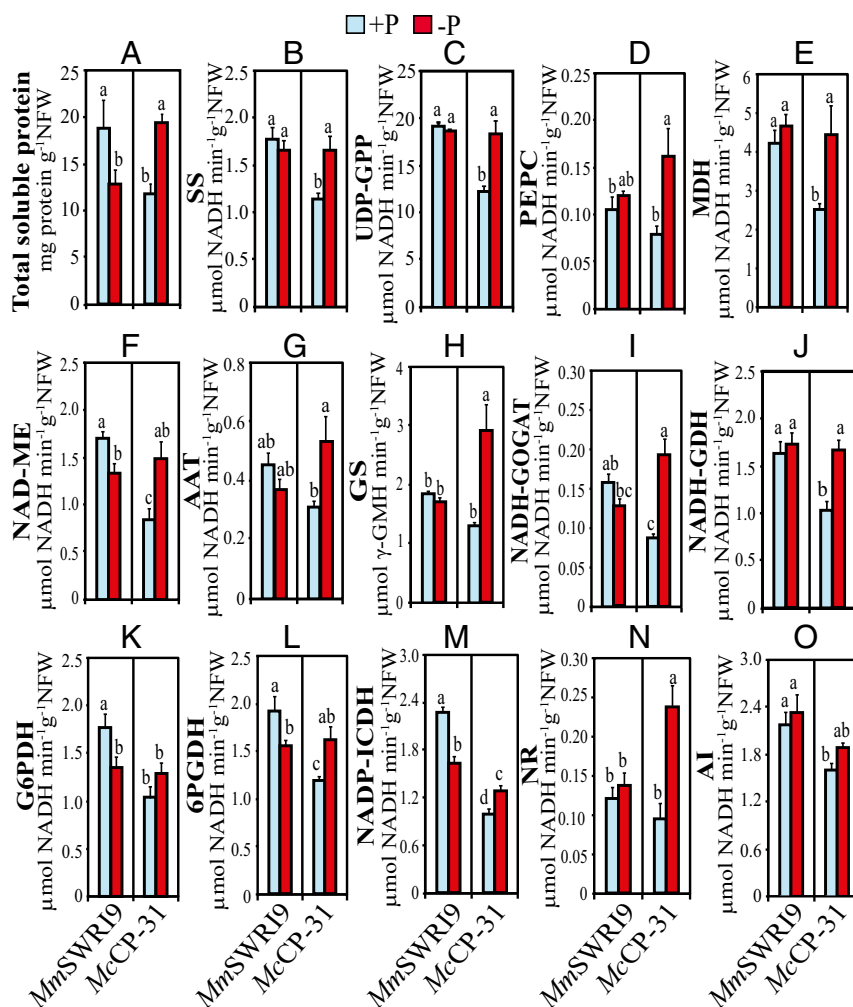 +P -P
A
Total soluble protein
mg protein g⁻¹NFW
25
20
15
10
5
0
a
b
b
a
B
SS
µmol NADH min⁻¹g⁻¹NFW
2.5
2.0
1.5
1.0
0.5
0
a
a
b
a
C
UDP-GPP
µmol NADH min⁻¹g⁻¹NFW
25
20
15
10
5
0
a
a
b
a
D
PEPC
µmol NADH min⁻¹g⁻¹NFW
0.25
0.20
0.15
0.10
0.05
0.00
b
ab
b
a
E
MDH
µmol NADH min⁻¹g⁻¹NFW
6
5
4
3
2
1
0
a
a
b
a
F
NAD-ME
µmol NADH min⁻¹g⁻¹NFW
2.5
2.0
1.5
1.0
0.5
0
a
b
c
ab
G
AAT
µmol NADH min⁻¹g⁻¹NFW
0.8
0.6
0.4
0.2
0
ab
ab
b
a
H
GS
µmol γ-GMH min⁻¹g⁻¹NFW
4
3
2
1
0
b
b
b
a
I
NADH-GOGAT
µmol NADH min⁻¹g⁻¹NFW
0.30
0.25
0.20
0.15
0.10
0.05
0.00
ab
bc
c
a
J
NADH-GDH
µmol NADH min⁻¹g⁻¹NFW
2.5
2.0
1.5
1.0
0.5
0
a
a
b
a
K
G6PDH
µmol NADH min⁻¹g⁻¹NFW
2.5
2.0
1.5
1.0
0.5
0.0
a
b
b
b
L
6PGDH
µmol NADH min⁻¹g⁻¹NFW
2.5
2.0
1.5
1.0
0.5
0
a
b
c
ab
M
NADP-ICDH
µmol NADH min⁻¹g⁻¹NFW
3.0
2.4
1.8
1.2
0.6
0
a
b
d
c
N
NR
µmol NADH min⁻¹g⁻¹NFW
0.30
0.25
0.20
0.15
0.10
0.05
0.00
b
b
b
a
O
AI
µmol NADH min⁻¹g⁻¹NFW
3.0
2.4
1.8
1.2
0.6
0
a
a
b
ab
MmSWRI9
McCP-31
MmSWRI9
McCP-31
MmSWRI9
McCP-31
MmSWRI9
McCP-31
MmSWRI9
McCP-31